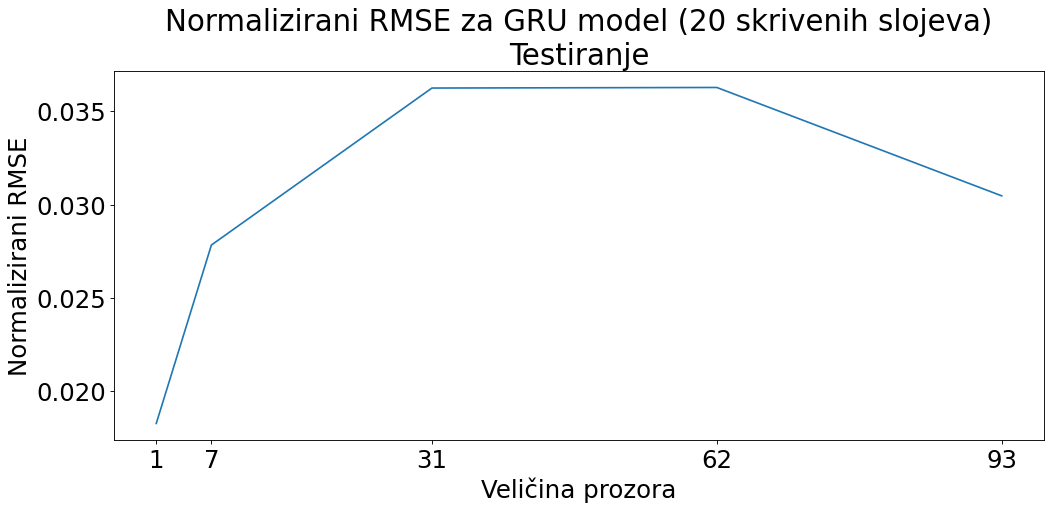 Normalizirani RMSE za GRU model (20 skrivenih slojeva)
Testiranje
Normalizirani RMSE
0.035
0.030
0.025
0.020
1 7 31 62 93
Veličina prozora